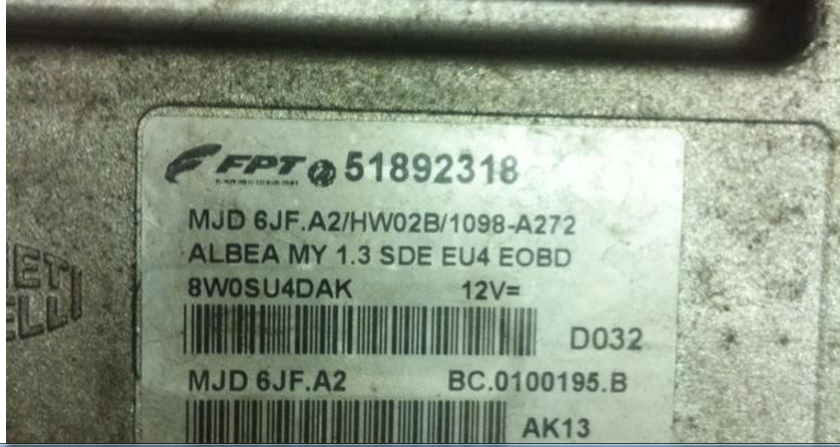 FPT 51892318
MJD 6JF.A2/HW02B/1098-A272
ALBEA MY 1.3 SDE EU4 EOBD
8W0SU4DAK 12V=
D032
MJD 6JF.A2 BC.0100195.B
AK13